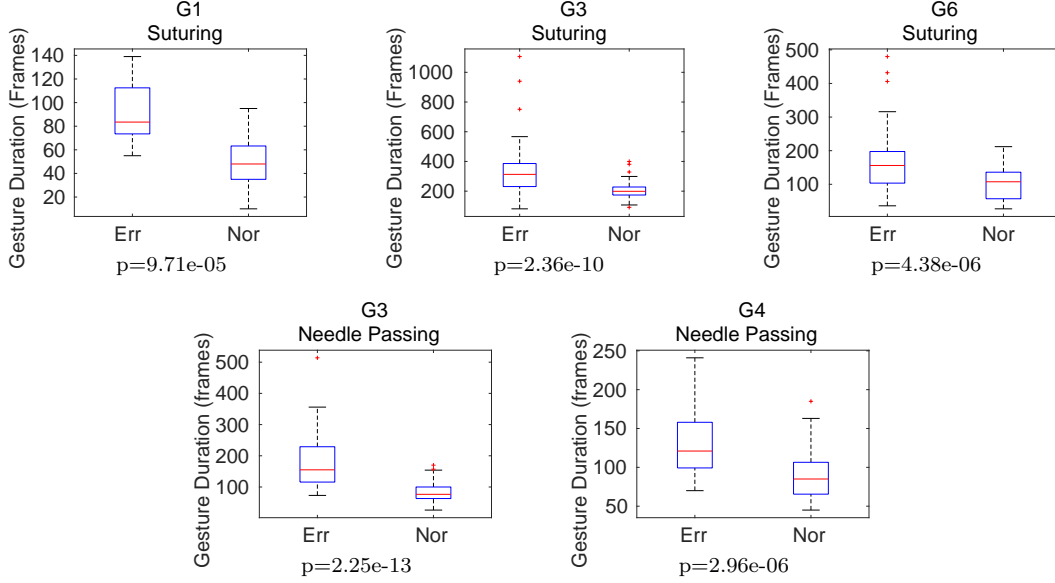 G1
Suturing
Gesture Duration (Frames)
140
120
100
80
60
40
20
Err Nor
p=9.71e-05
G3
Suturing
Gesture Duration (Frames)
1000
800
600
400
200
Err Nor
p=2.36e-10
G6
Suturing
Gesture Duration (Frames)
500
400
300
200
100
Err Nor
p=4.38e-06
G3
Needle Passing
Gesture Duration (frames)
500
400
300
200
100
Err Nor
p=2.25e-13
G4
Needle Passing
Gesture Duration (Frames)
250
200
150
100
50
Err Nor
p=2.96e-06